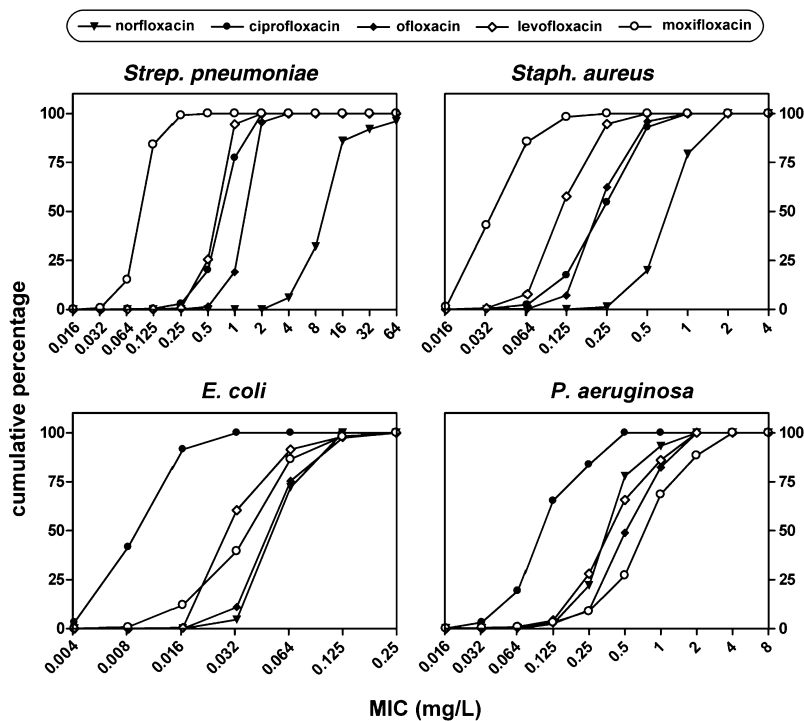 norfloxacin ciprofloxacin ofloxacin levofloxacin moxifloxacin
Strep. pneumoniae
Staph. aureus
100
75
50
25
0
0.016 0.032 0.064 0.125 0.25 0.5 1 2 4 8 16 32 64
100
75
50
25
0
0.016 0.032 0.064 0.125 0.25 0.5 1 2 4
cumulative percentage
E. coli
P. aeruginosa
100
75
50
25
0
0.004 0.008 0.016 0.032 0.064 0.125 0.25
100
75
50
25
0
0.016 0.032 0.064 0.125 0.25 0.5 1 2 4 8
MIC (mg/L)